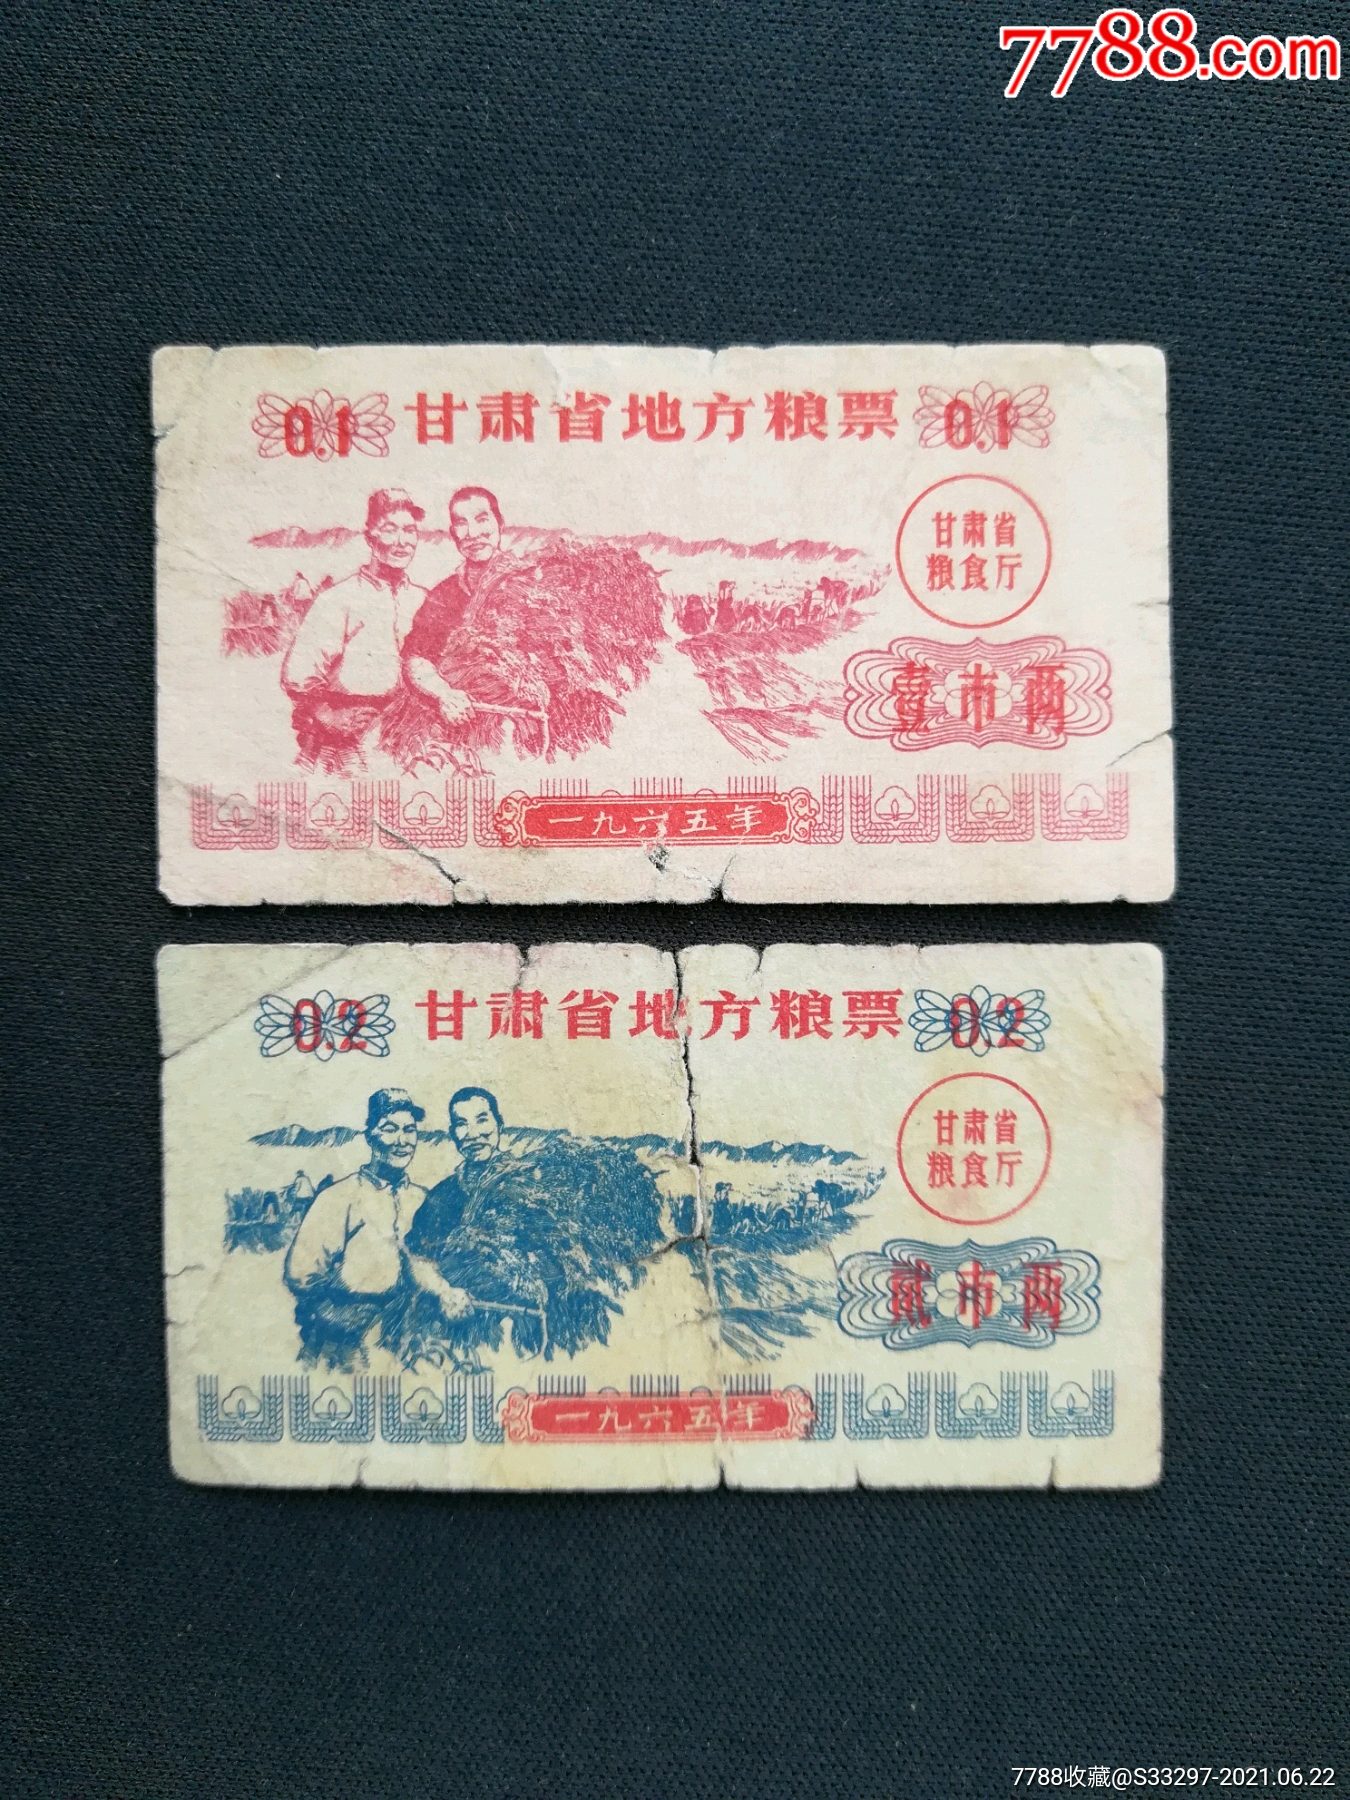 7788.com
0.1 甘肃省地方粮票 0.1
甘肃省
粮食厅
壹市两
一九六五年
0.2 甘肃省地方粮票 0.2
甘肃省
粮食厅
贰市两
一九六五年
7788收藏@S33297-2021.06.22